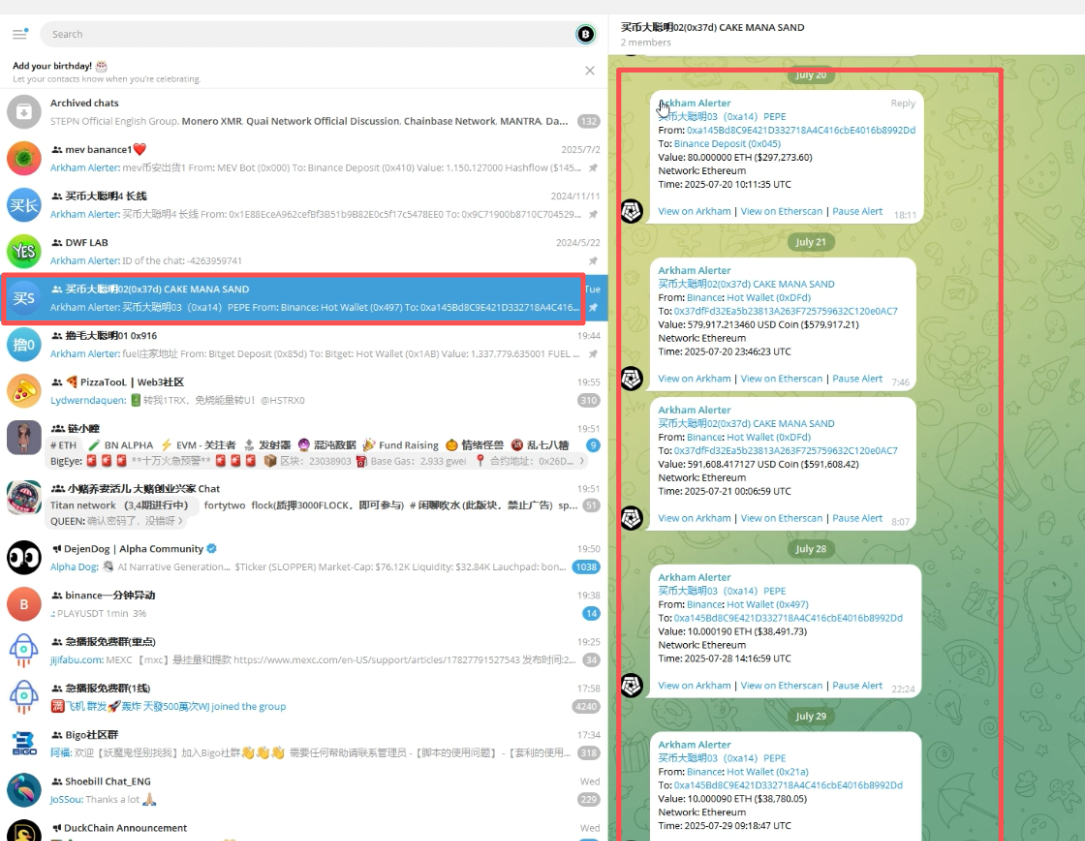 Search
Add your birthday! 🎂
Let your contacts know when you're celebrating.
Archived chats
STEPN Official English Group, Monero XMR, Quai Network Official Discussion, Chainbase Network, MANTRA, Da...
132
mev banance1❤️
2025/7/2
Arkham Alerter: mev币安出货1 From: MEV Bot (0x000) To: Binance Deposit (0x410) Value: 1,150.127000 Hashflow ($145...
买长
买币大聪明4 长线
2024/11/11
Arkham Alerter: 买币大聪明4 长线 From: 0x1E88EceA962cefBf3B51b9B82E0c5f17c5478EE0 To: 0x9C71900b8710C704529...
YES
DWF LAB
2024/5/22
Arkham Alerter: ID of the chat: -4263959741
买S
买币大聪明02(0x37d) CAKE MANA SAND
Tue
Arkham Alerter: 买币大聪明03（0xa14）PEPE From: Binance: Hot Wallet (0x497) To: 0xa145Bd8C9E421D332718A4C416...
撸0
撸毛大聪明01 0x916
19:44
Arkham Alerter: fuel庄家地址 From: Bitget Deposit (0x85d) To: Bitget: Hot Wallet (0x1AB) Value: 1,337,779.635001 FUEL ...
🍕 PizzaTooL | Web3社区
19:55
Lydwerndaquen: 🔋转我1TRX，免烧能量转U！@HSTRX0
310
链小瞳
19:51
# ETH BN ALPHA ⚡ EVM - 关注者 发射器 🔮 混沌数据 🎉 Fund Raising 情绪怪兽 乱七八糟
9
BigEye: 🚨 🚨 🚨 **十万火急预警** 🚨 🚨 🚨 📦 区块：23038903 Base Gas：2.933 gwei 📍 合约地址：0x26D...
小赌养妻活儿 大赌创业兴家 Chat
19:51
Titan network （3,4期进行中） fortytwo flock(质押3000FLOCK，即可参与) # 闲聊吹水 (此版块，禁止广告) sp...
51
QUEEN: 确认密码了，没错呀
DejenDog | Alpha Community
19:50
Alpha Dog: AI Narrative Generation... $Ticker (SLOPPER) Market-Cap: $76.12K Liquidity: $32.84K Lauchpad: bon...
1038
B
binance一分钟异动
19:38
.: PLAYUSDT 1min 3%
14
急播报免费群(重点)
19:25
jijifabu.com: MEXC 【mxc】悬挂量和提款 https://www.mexc.com/en-US/support/articles/17827791527543 发布时间:2...
34
急播报免费群(1线)
17:58
🈵飞机 群发🚀轰炸 天發500萬次WJ joined the group
4240
BIGO
Bigo社区群
17:34
阿福: 欢迎【妖魔鬼怪别找我】加入Bigo社群👋👋👋 需要任何帮助请联系管理员 -【脚本的使用问题】-【套利的使用...
318
Shoebill Chat_ENG
Wed
JoSSou: Thanks a lot 🙏
229
DuckChain Announcement
Wed
买币大聪明02(0x37d) CAKE MANA SAND
2 members
July 20
Arkham Alerter
Reply
买币大聪明03（0xa14）PEPE
From: 0xa145Bd8C9E421D332718A4C416cbE4016b8992Dd
To: Binance Deposit (0x045)
Value: 80.000000 ETH ($297,273.60)
Network: Ethereum
Time: 2025-07-20 10:11:35 UTC
View on Arkham | View on Etherscan | Pause Alert
18:11
July 21
Arkham Alerter
买币大聪明02(0x37d) CAKE MANA SAND
From: Binance: Hot Wallet (0xDFd)
To: 0x37dfFd32Ea5b23813A263F725759632C120e0AC7
Value: 579,917.213460 USD Coin ($579,917.21)
Network: Ethereum
Time: 2025-07-20 23:46:23 UTC
View on Arkham | View on Etherscan | Pause Alert
7:46
Arkham Alerter
买币大聪明02(0x37d) CAKE MANA SAND
From: Binance: Hot Wallet (0xDFd)
To: 0x37dfFd32Ea5b23813A263F725759632C120e0AC7
Value: 591,608.417127 USD Coin ($591,608.42)
Network: Ethereum
Time: 2025-07-21 00:06:59 UTC
View on Arkham | View on Etherscan | Pause Alert
8:07
July 28
Arkham Alerter
买币大聪明03（0xa14）PEPE
From: Binance: Hot Wallet (0x497)
To: 0xa145Bd8C9E421D332718A4C416cbE4016b8992Dd
Value: 10.000190 ETH ($38,491.73)
Network: Ethereum
Time: 2025-07-28 14:16:59 UTC
View on Arkham | View on Etherscan | Pause Alert
22:24
July 29
Arkham Alerter
买币大聪明03（0xa14）PEPE
From: Binance: Hot Wallet (0x21a)
To: 0xa145Bd8C9E421D332718A4C416cbE4016b8992Dd
Value: 10.000090 ETH ($38,780.05)
Network: Ethereum
Time: 2025-07-29 09:18:47 UTC